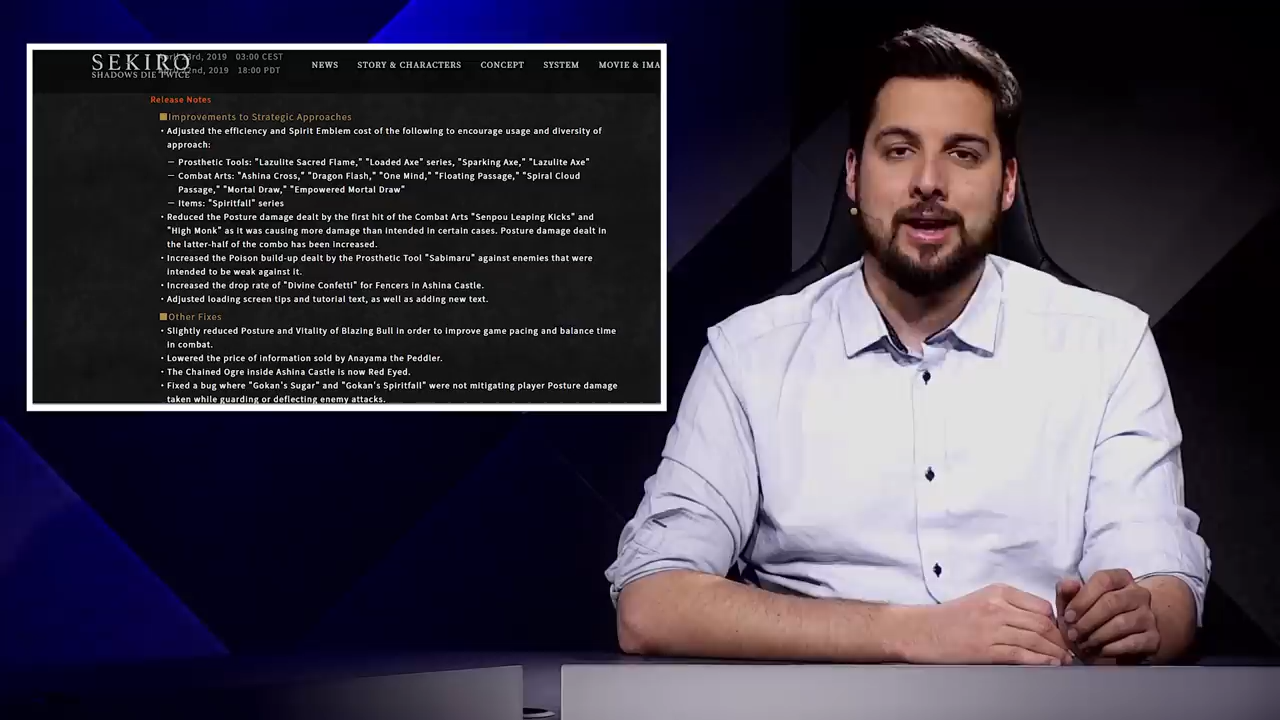 SEKIRO
SHADOWS DIE TWICE
April 23rd, 2019 03:00 CEST
2nd, 2019 18:00 PDT
NEWS STORY & CHARACTERS CONCEPT SYSTEM MOVIE & IMA
Release Notes
Improvements to Strategic Approaches
・Adjusted the efficiency and Spirit Emblem cost of the following to encourage usage and diversity of
approach:
— Prosthetic Tools: "Lazulite Sacred Flame," "Loaded Axe" series, "Sparking Axe," "Lazulite Axe"
— Combat Arts: "Ashina Cross," "Dragon Flash," "One Mind," "Floating Passage," "Spiral Cloud
Passage," "Mortal Draw," "Empowered Mortal Draw"
— Items: "Spiritfall" series
・Reduced the Posture damage dealt by the first hit of the Combat Arts "Senpou Leaping Kicks" and
"High Monk" as it was causing more damage than intended in certain cases. Posture damage dealt in
the latter-half of the combo has been increased.
・Increased the Poison build-up dealt by the Prosthetic Tool "Sabimaru" against enemies that were
intended to be weak against it.
・Increased the drop rate of "Divine Confetti" for Fencers in Ashina Castle.
・Adjusted loading screen tips and tutorial text, as well as adding new text.
Other Fixes
・Slightly reduced Posture and Vitality of Blazing Bull in order to improve game pacing and balance time
in combat.
・Lowered the price of information sold by Anayama the Peddler.
・The Chained Ogre inside Ashina Castle is now Red Eyed.
・Fixed a bug where "Gokan's Sugar" and "Gokan's Spiritfall" were not mitigating player Posture damage
taken while guarding or deflecting enemy attacks.